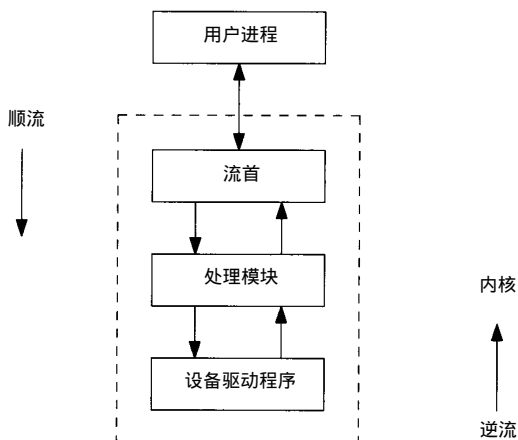 用户进程
顺流
流首
处理模块
内核
设备驱动程序
逆流